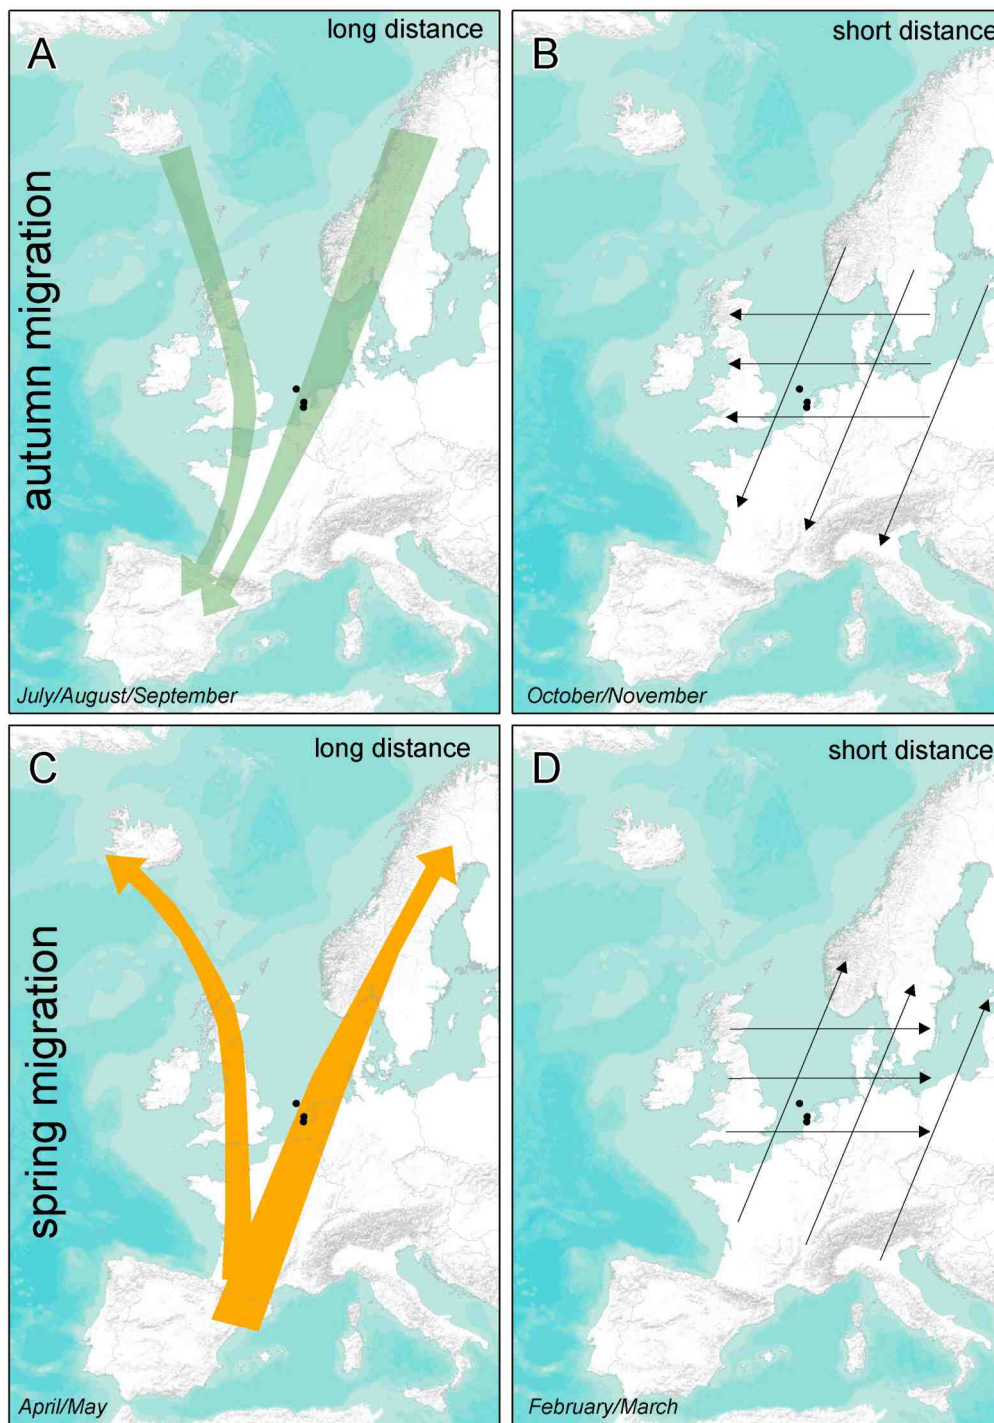 A
long distance
autumn migration
July/August/September
B
short distance
October/November
C
long distance
spring migration
April/May
D
short distance
February/March